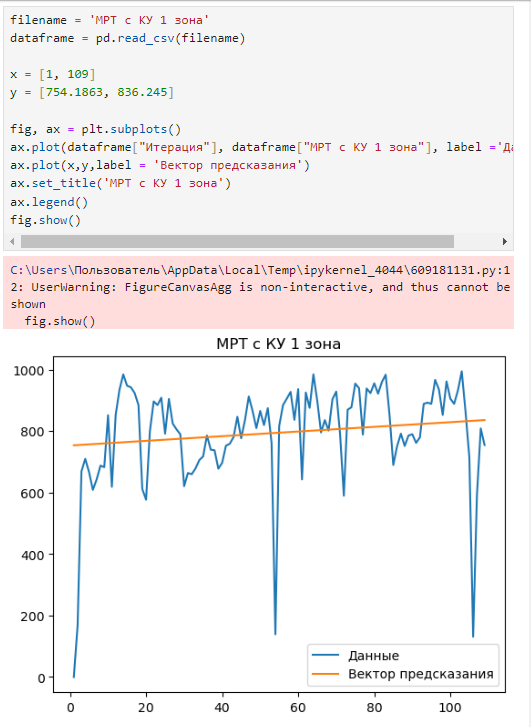 filename = 'МРТ с КУ 1 зона'
dataframe = pd.read_csv(filename)
x = [1, 109]
y = [754.1863, 836.245]
fig, ax = plt.subplots()
ax.plot(dataframe["Итерация"], dataframe["МРТ с КУ 1 зона"], label ='Да
ax.plot(x,y,label = 'Вектор предсказания')
ax.set_title('МРТ с КУ 1 зона')
ax.legend()
fig.show()
C:\Users\Пользователь\AppData\Local\Temp\ipykernel_4044\609181131.py:1
2: UserWarning: FigureCanvasAgg is non-interactive, and thus cannot be
shown
fig.show()
МРТ с КУ 1 зона
1000
800
600
400
200
0
Данные
Вектор предсказания
0 20 40 60 80 100